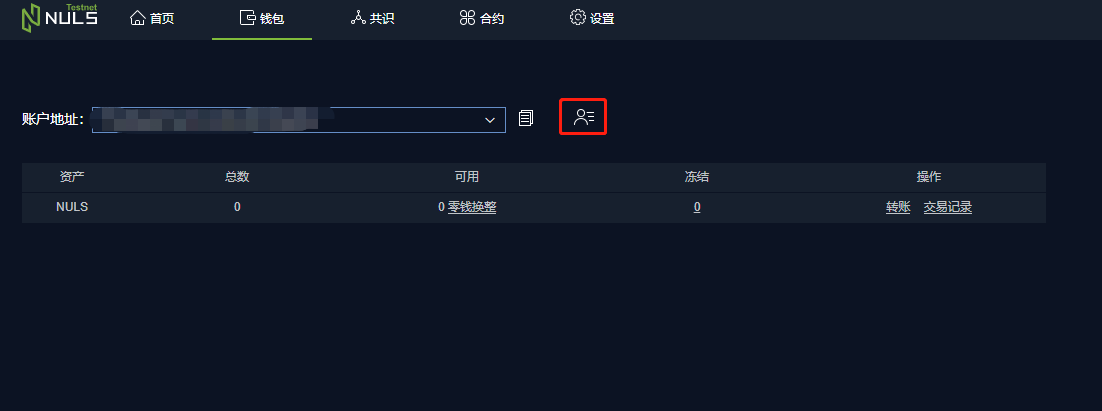 Testnet
NULS 首页 钱包 共识 合约 设置
账户地址：
资产 总数 可用 冻结 操作
NULS 0 0 零钱换整 0 转账 交易记录